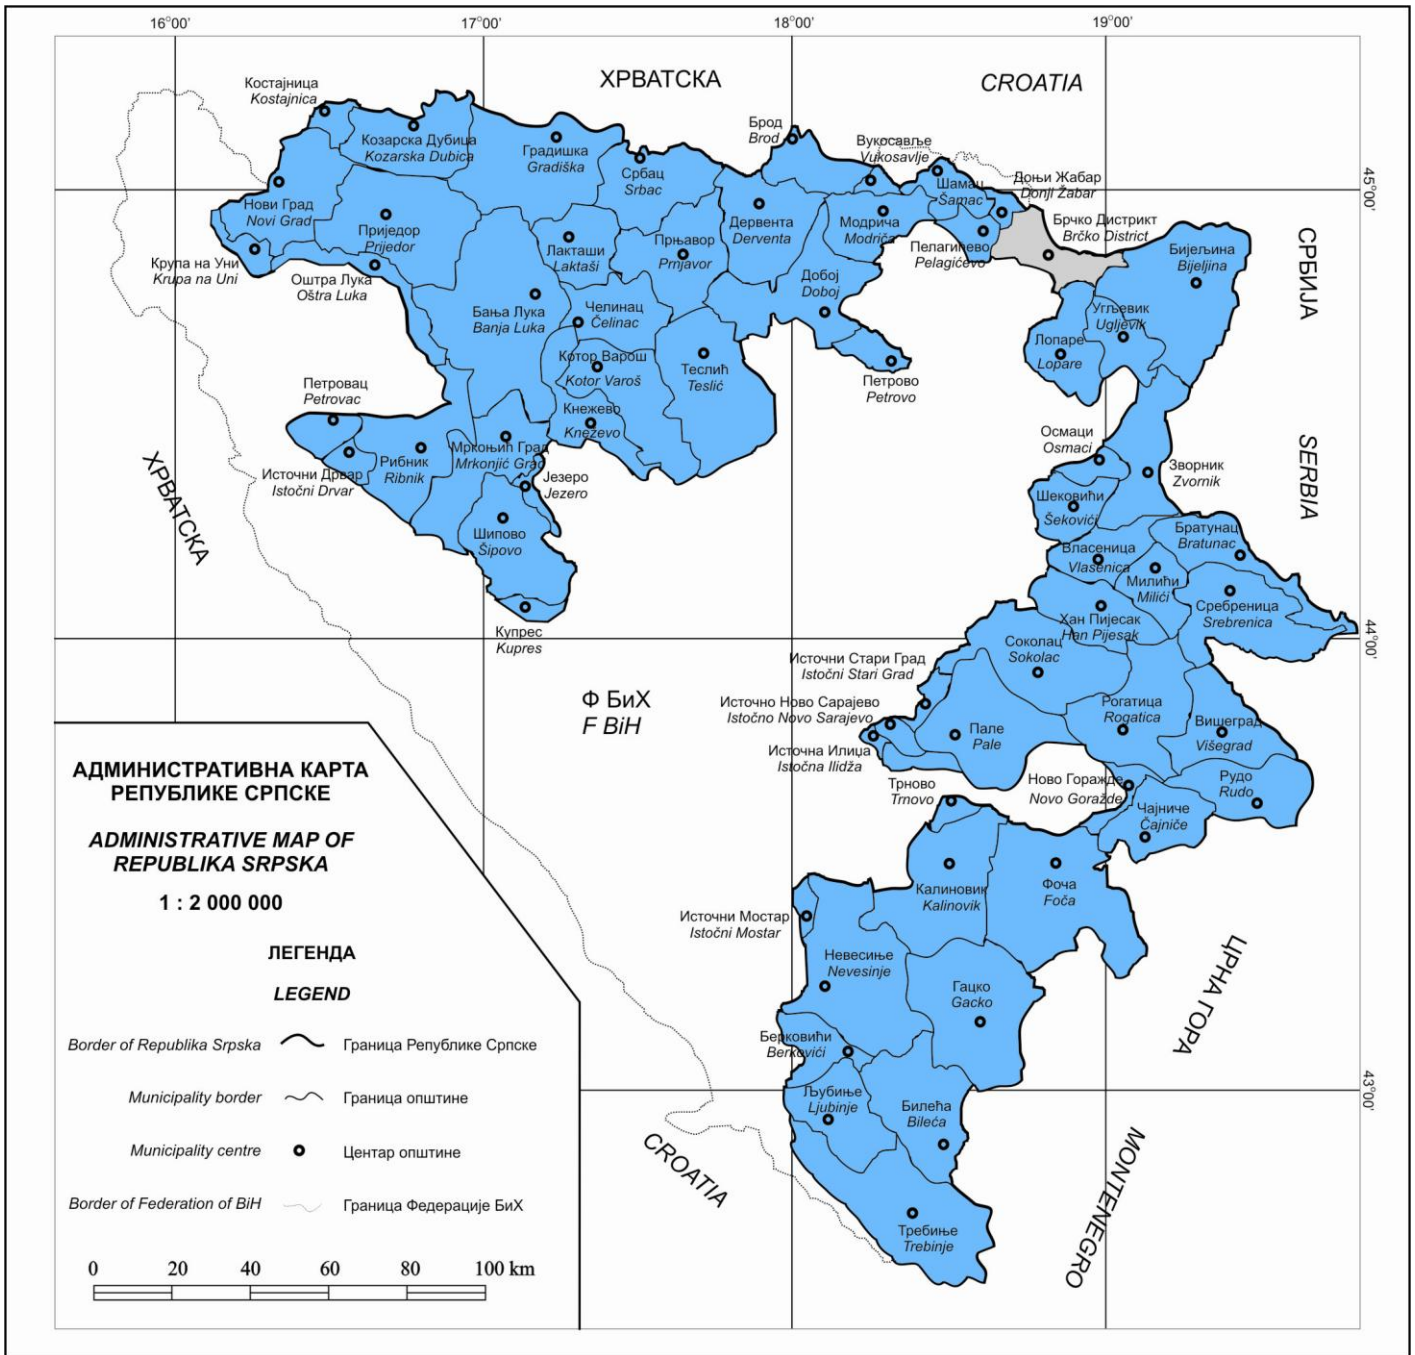 16°00'
17°00'
18°00'
19°00'
ХРВАТСКА
CROATIA
Костајница
Kostajnica
Козарска Дубица
Kozarska Dubica
Градишка
Gradiška
Србац
Srbac
Брод
Brod
Вукосавље
Vukosavlje
Шамац
Šamac
Доњи Жабар
Donji Žabar
45°00'
Нови Град
Novi Grad
Приједор
Prijedor
Лакташи
Laktaši
Прњавор
Prnjavor
Дервента
Derventa
Модрича
Modriča
Пелагићево
Pelagićevo
Брчко Дистрикт
Brčko District
Бијељина
Bijeljina
СРБИЈА
Крупа на Уни
Krupa na Uni
Оштра Лука
Oštra Luka
Бања Лука
Banja Luka
Челинац
Čelinac
Добој
Doboj
Угљевик
Ugljevik
Лопаре
Lopare
Котор Варош
Kotor Varoš
Теслић
Teslić
Петрово
Petrovo
Петровац
Petrovac
Кнежево
Kneževo
Мркоњић Град
Mrkonjić Grad
Рибник
Ribnik
Источни Дрвар
Istočni Drvar
Језеро
Jezero
Шипово
Šipovo
Купрес
Kupres
ХРВАТСКА
Осмаци
Osmaci
Зворник
Zvornik
SERBIA
Шековићи
Šekovići
Братунац
Bratunac
Власеница
Vlasenica
Милићи
Milići
Сребреница
Srebrenica
Хан Пијесак
Han Pijesak
44°00'
Соколац
Sokolac
Источни Стари Град
Istočni Stari Grad
Источно Ново Сарајево
Istočno Novo Sarajevo
Источна Илиџа
Istočna Ilidža
Пале
Pale
Рогатица
Rogatica
Вишеград
Višegrad
Ф БиХ
F BiH
Трново
Trnovo
Ново Горажде
Novo Goražde
Рудо
Rudo
Чајниче
Čajniče
Калиновик
Kalinovik
Фоча
Foča
Источни Мостар
Istočni Mostar
Невесиње
Nevesinje
Гацко
Gacko
ЦРНА ГОРА
Берковићи
Berkovići
43°00'
Љубиње
Ljubinje
Билећа
Bileća
CROATIA
MONTENEGRO
Требиње
Trebinje
АДМИНИСТРАТИВНА КАРТА
РЕПУБЛИКЕ СРПСКЕ
ADMINISTRATIVE MAP OF
REPUBLIKA SRPSKA
1 : 2 000 000
ЛЕГЕНДА
LEGEND
Border of Republika Srpska Граница Републике Српске
Municipality border Граница општине
Municipality centre Центар општине
Border of Federation of BiH Граница Федерације БиХ
0 20 40 60 80 100 km